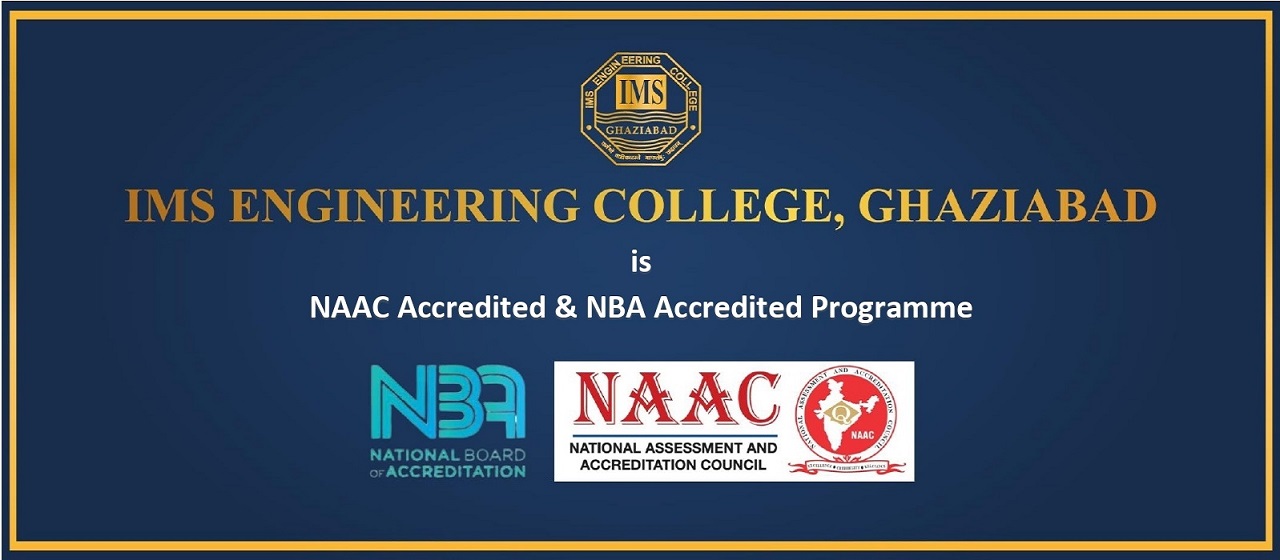 IMS ENGINEERING COLLEGE
IMS
GHAZIABAD
IMS ENGINEERING COLLEGE, GHAZIABAD
is
NAAC Accredited & NBA Accredited Programme
NBA
NATIONAL BOARD
OF ACCREDITATION
NAAC
NATIONAL ASSESSMENT AND
ACCREDITATION COUNCIL
NATIONAL ASSESSMENT AND ACCREDITATION COUNCIL
Q
NAAC